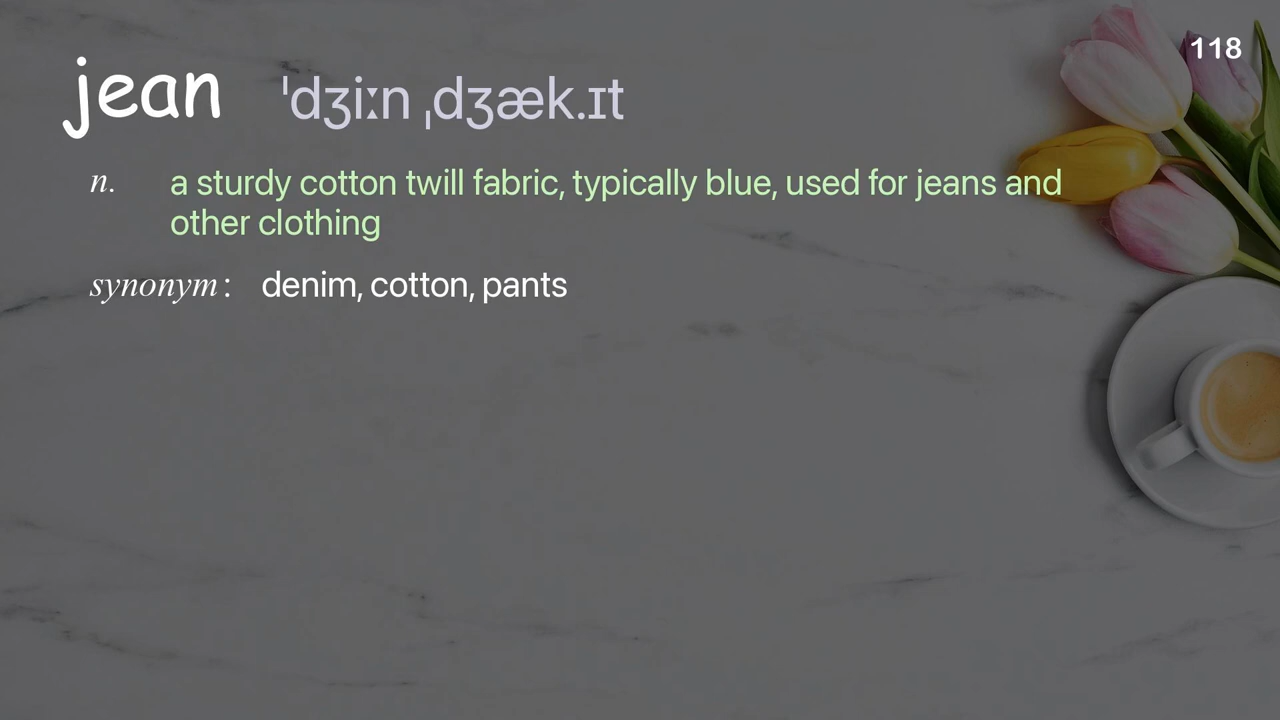 118
jean ˈdʒiːn ˌdʒæk.ɪt
n. a sturdy cotton twill fabric, typically blue, used for jeans and
other clothing
synonym: denim, cotton, pants